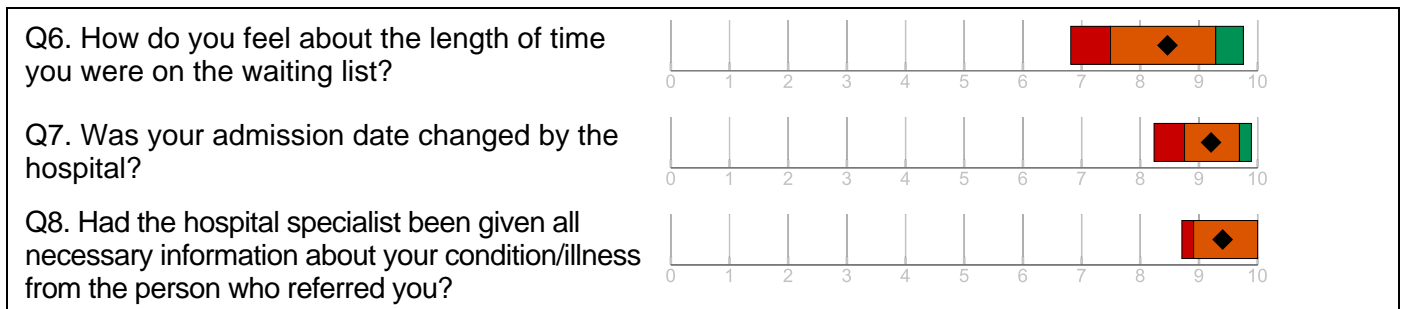 Q6. How do you feel about the length of time
you were on the waiting list?
0 1 2 3 4 5 6 7 8 9 10
Q7. Was your admission date changed by the
hospital?
0 1 2 3 4 5 6 7 8 9 10
Q8. Had the hospital specialist been given all
necessary information about your condition/illness
from the person who referred you?
0 1 2 3 4 5 6 7 8 9 10